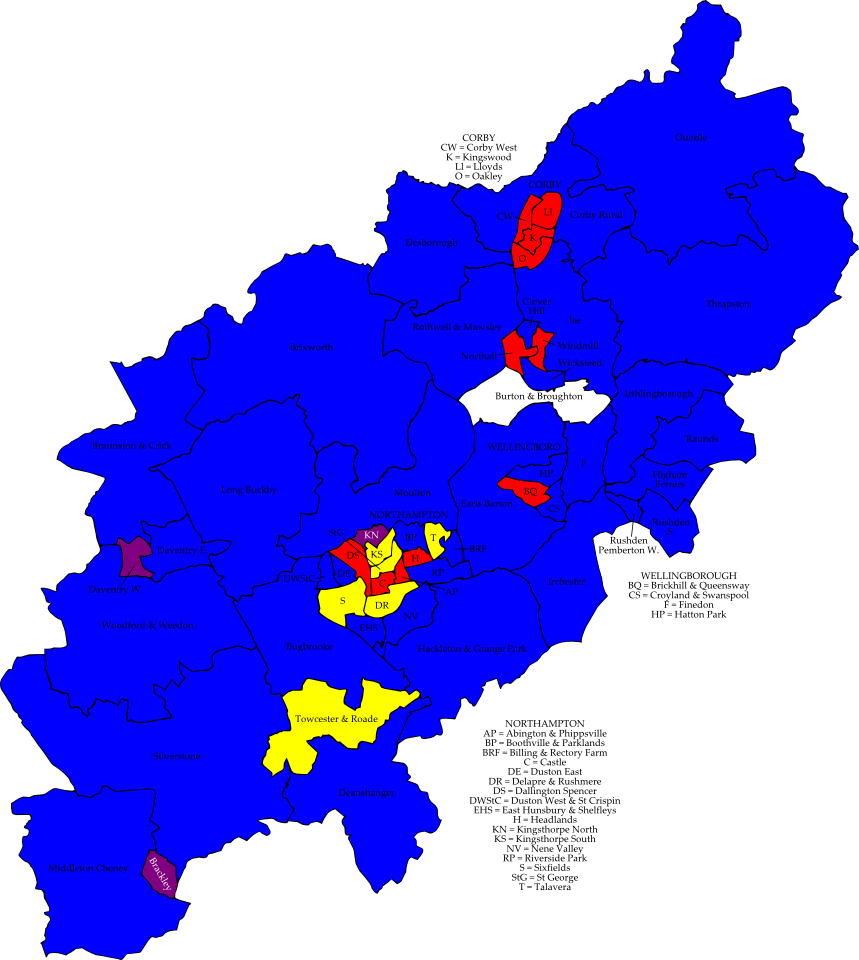 CORBY
CW = Corby West
K = Kingswood
Ll = Lloyds
O = Oakley
Oundle
CORBY
CW
Ll
Corby Rural
K
O
Desborough
Thrapston
Clover
Hill
Ise
Rothwell & Mawsley
Windmill
Brixworth
Northall
Wicksteed
Burton & Broughton
Irthlingborough
Braunston & Crick
WELLINGBORO
Raunds
F
HP
Higham
Ferrers
Long Buckby
Moulton
BQ
Earls Barton
CS
NORTHAMPTON
Rushden
S
StG
KN
BP
T
Rushden
Pemberton W.
Daventry E.
DS
KS
BRF
H
RP
DE
DWStC
Irchester
C
Daventry W.
AP
S
DR
NV
Woodford & Weedon
EHS
Bugbrooke
Hackleton & Grange Park
WELLINGBOROUGH
BQ = Brickhill & Queensway
CS = Croyland & Swanspool
F = Finedon
HP = Hatton Park
Towcester & Roade
Silverstone
Deanshanger
Middleton Cheney
Brackley
NORTHAMPTON
AP = Abington & Phippsville
BP = Boothville & Parklands
BRF = Billing & Rectory Farm
C = Castle
DE = Duston East
DR = Delapre & Rushmere
DS = Dallington Spencer
DWStC = Duston West & St Crispin
EHS = East Hunsbury & Shelfleys
H = Headlands
KN = Kingsthorpe North
KS = Kingsthorpe South
NV = Nene Valley
RP = Riverside Park
S = Sixfields
StG = St George
T = Talavera